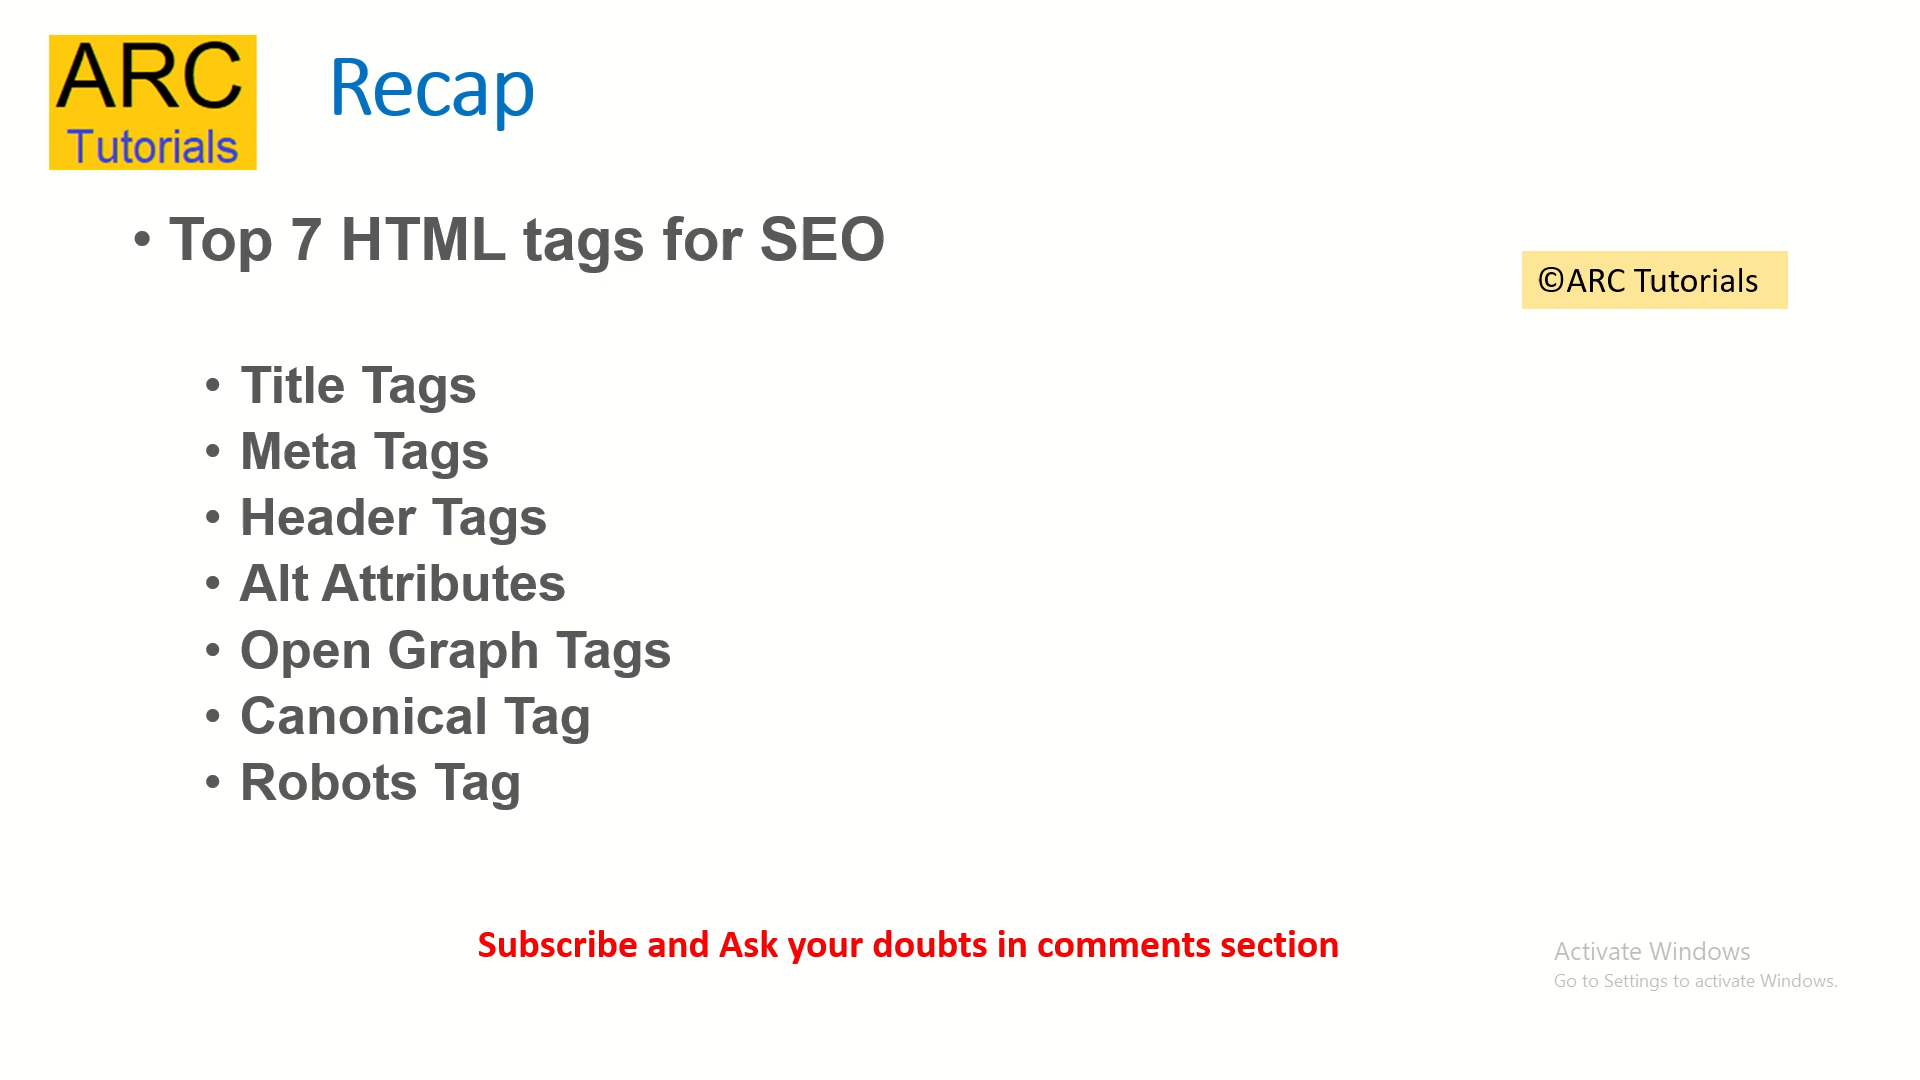 ARC
Tutorials
Recap
• Top 7 HTML tags for SEO
©ARC Tutorials
• Title Tags
• Meta Tags
• Header Tags
• Alt Attributes
• Open Graph Tags
• Canonical Tag
• Robots Tag
Subscribe and Ask your doubts in comments section
Activate Windows
Go to Settings to activate Windows.